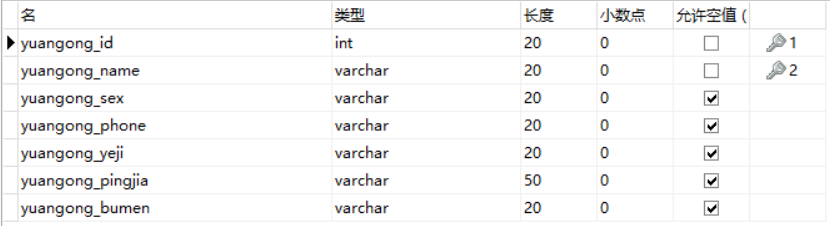 名 类型 长度 小数点 允许空值 (
yuangong_id int 20 0 1
yuangong_name varchar 20 0 2
yuangong_sex varchar 20 0
yuangong_phone varchar 20 0
yuangong_yeji varchar 20 0
yuangong_pingjia varchar 50 0
yuangong_bumen varchar 20 0